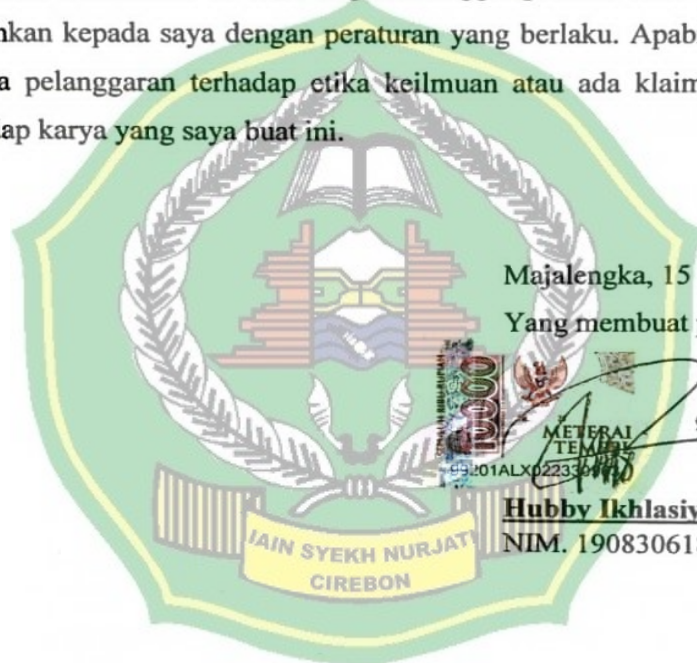 nkan kepada saya dengan peraturan yang berlaku. Apab
a pelanggaran terhadap etika keilmuan atau ada klaim
ap karya yang saya buat ini.
Majalengka, 15
Yang membuat
10000
METERAI
TEMPEL
Hubby Ikhlasiy
NIM. 19083061
IAIN SYEKH NURJATI
CIREBON